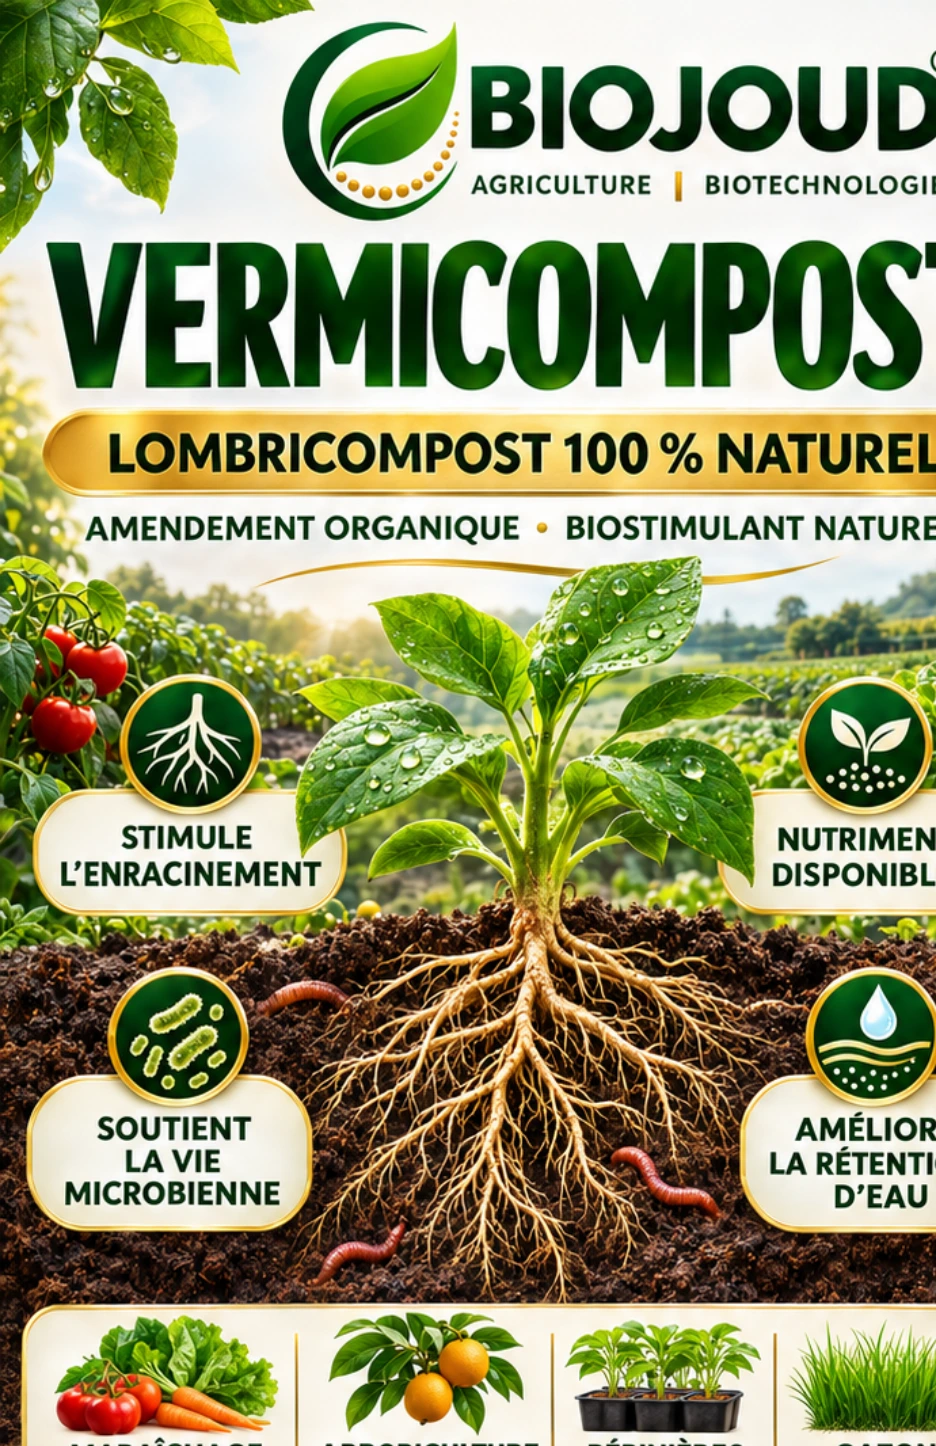 BIOJOUD
AGRICULTURE | BIOTECHNOLOGIE
VERMICOMPOST
LOMBRICOMPOST 100 % NATUREL
AMENDEMENT ORGANIQUE • BIOSTIMULANT NATURE
STIMULE
L'ENRACINEMENT
NUTRIMEN
DISPONIBL
SOUTIENT
LA VIE
MICROBIENNE
AMÉLIOR
LA RÉTENTI
D'EAU